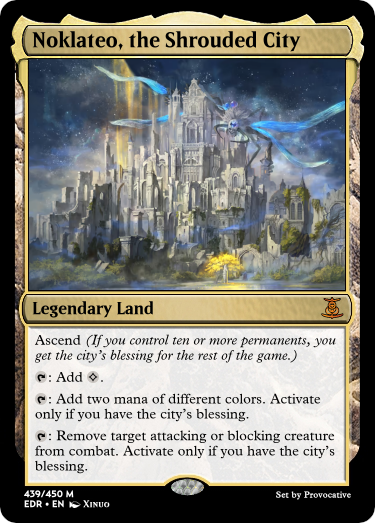 Noklateo, the Shrouded City
Legendary Land
Ascend (If you control ten or more permanents, you
get the city's blessing for the rest of the game.)
: Add .
: Add two mana of different colors. Activate
only if you have the city's blessing.
: Remove target attacking or blocking creature
from combat. Activate only if you have the city's
blessing.
439/450 M
EDR • EN Xinuo
Set by Provocative